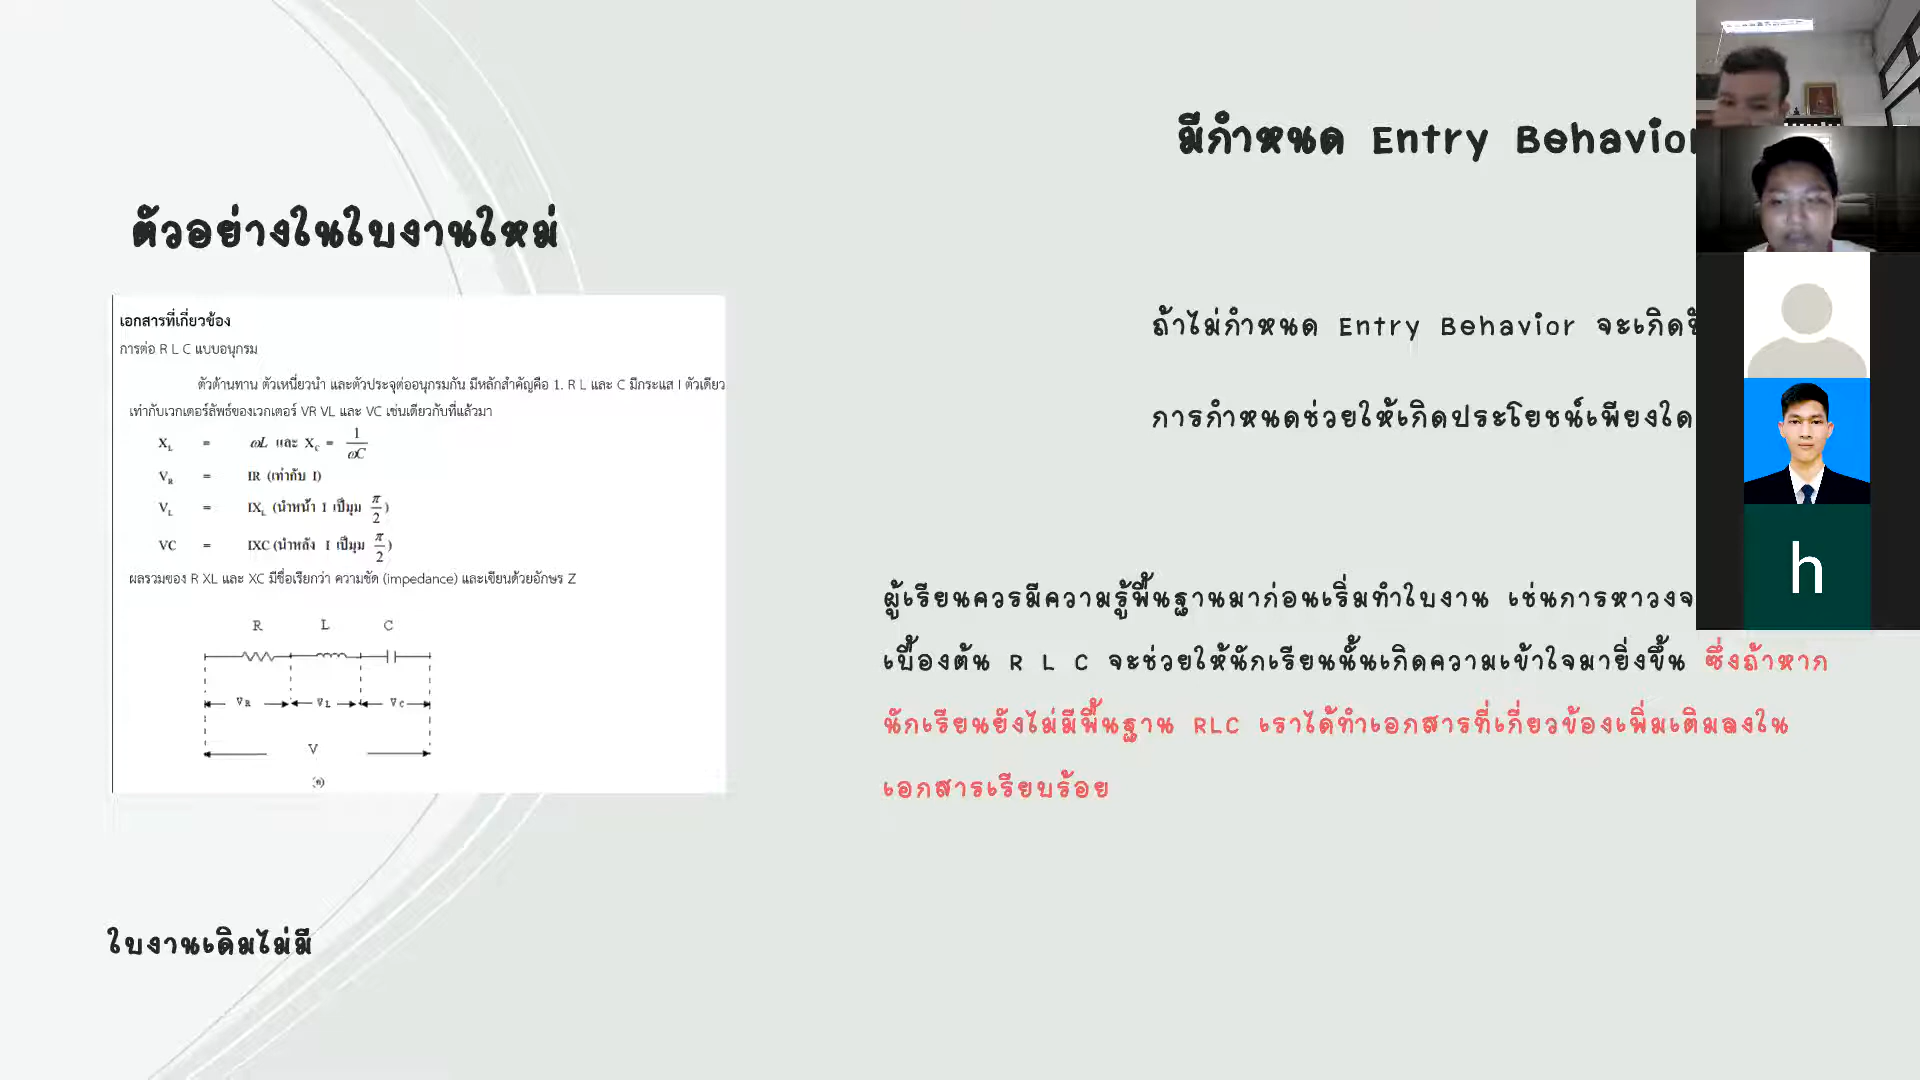 มีกำหนด Entry Behavior
ตัวอย่างในใบงานใหม่
ถ้าไม่กำหนด Entry Behavior จะเกิด
การกำหนดช่วยให้เกิดประโยชน์เพียงใด
เอกสารที่เกี่ยวข้อง
การต่อ R L C แบบอนุกรม
ตัวต้านทาน ตัวเหนี่ยวนำ และตัวประจุต่ออนุกรมกัน มีหลักสำคัญคือ 1. R L และ C มีกระแส I ตัวเดียว
เท่ากับเวกเตอร์ลัพธ์ของเวกเตอร์ VR VL และ VC เช่นเดียวกับที่แล้วมา
X_L = ωL และ X_C = 1/ωC
V_R = IR (เท่ากับ I)
V_L = IX_L (นำหน้า I เป็มุม π/2)
VC = IXC (นำหลัง I เป็มุม π/2)
ผลรวมของ R XL และ XC มีชื่อเรียกว่า ความขัด (impedance) และเขียนด้วยอักษร Z
R L C
V_R V_L V_C
V
ผู้เรียนควรมีความรู้พื้นฐานมาก่อนเริ่มทำใบงาน เช่นการหาวงจ
เบื้องต้น R L C จะช่วยให้นักเรียนนั้นเกิดความเข้าใจมายิ่งขึ้น ซึ่งถ้าหาก
นักเรียนยังไม่มีพื้นฐาน RLC เราได้ทำเอกสารที่เกี่ยวข้องเพิ่มเติมลงใน
เอกสารเรียบร้อย
ใบงานเดิมไม่มี
h